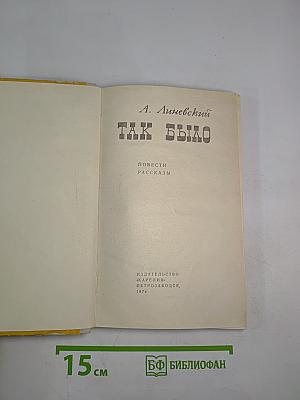 А. Линевский
ТАК БЫЛО
ПОВЕСТИ
РАССКАЗЫ
ИЗДАТЕЛЬСТВО
«КАРЕЛИЯ»
ПЕТРОЗАВОДСК,
1974
15 см
БФ БИБЛИОФАН